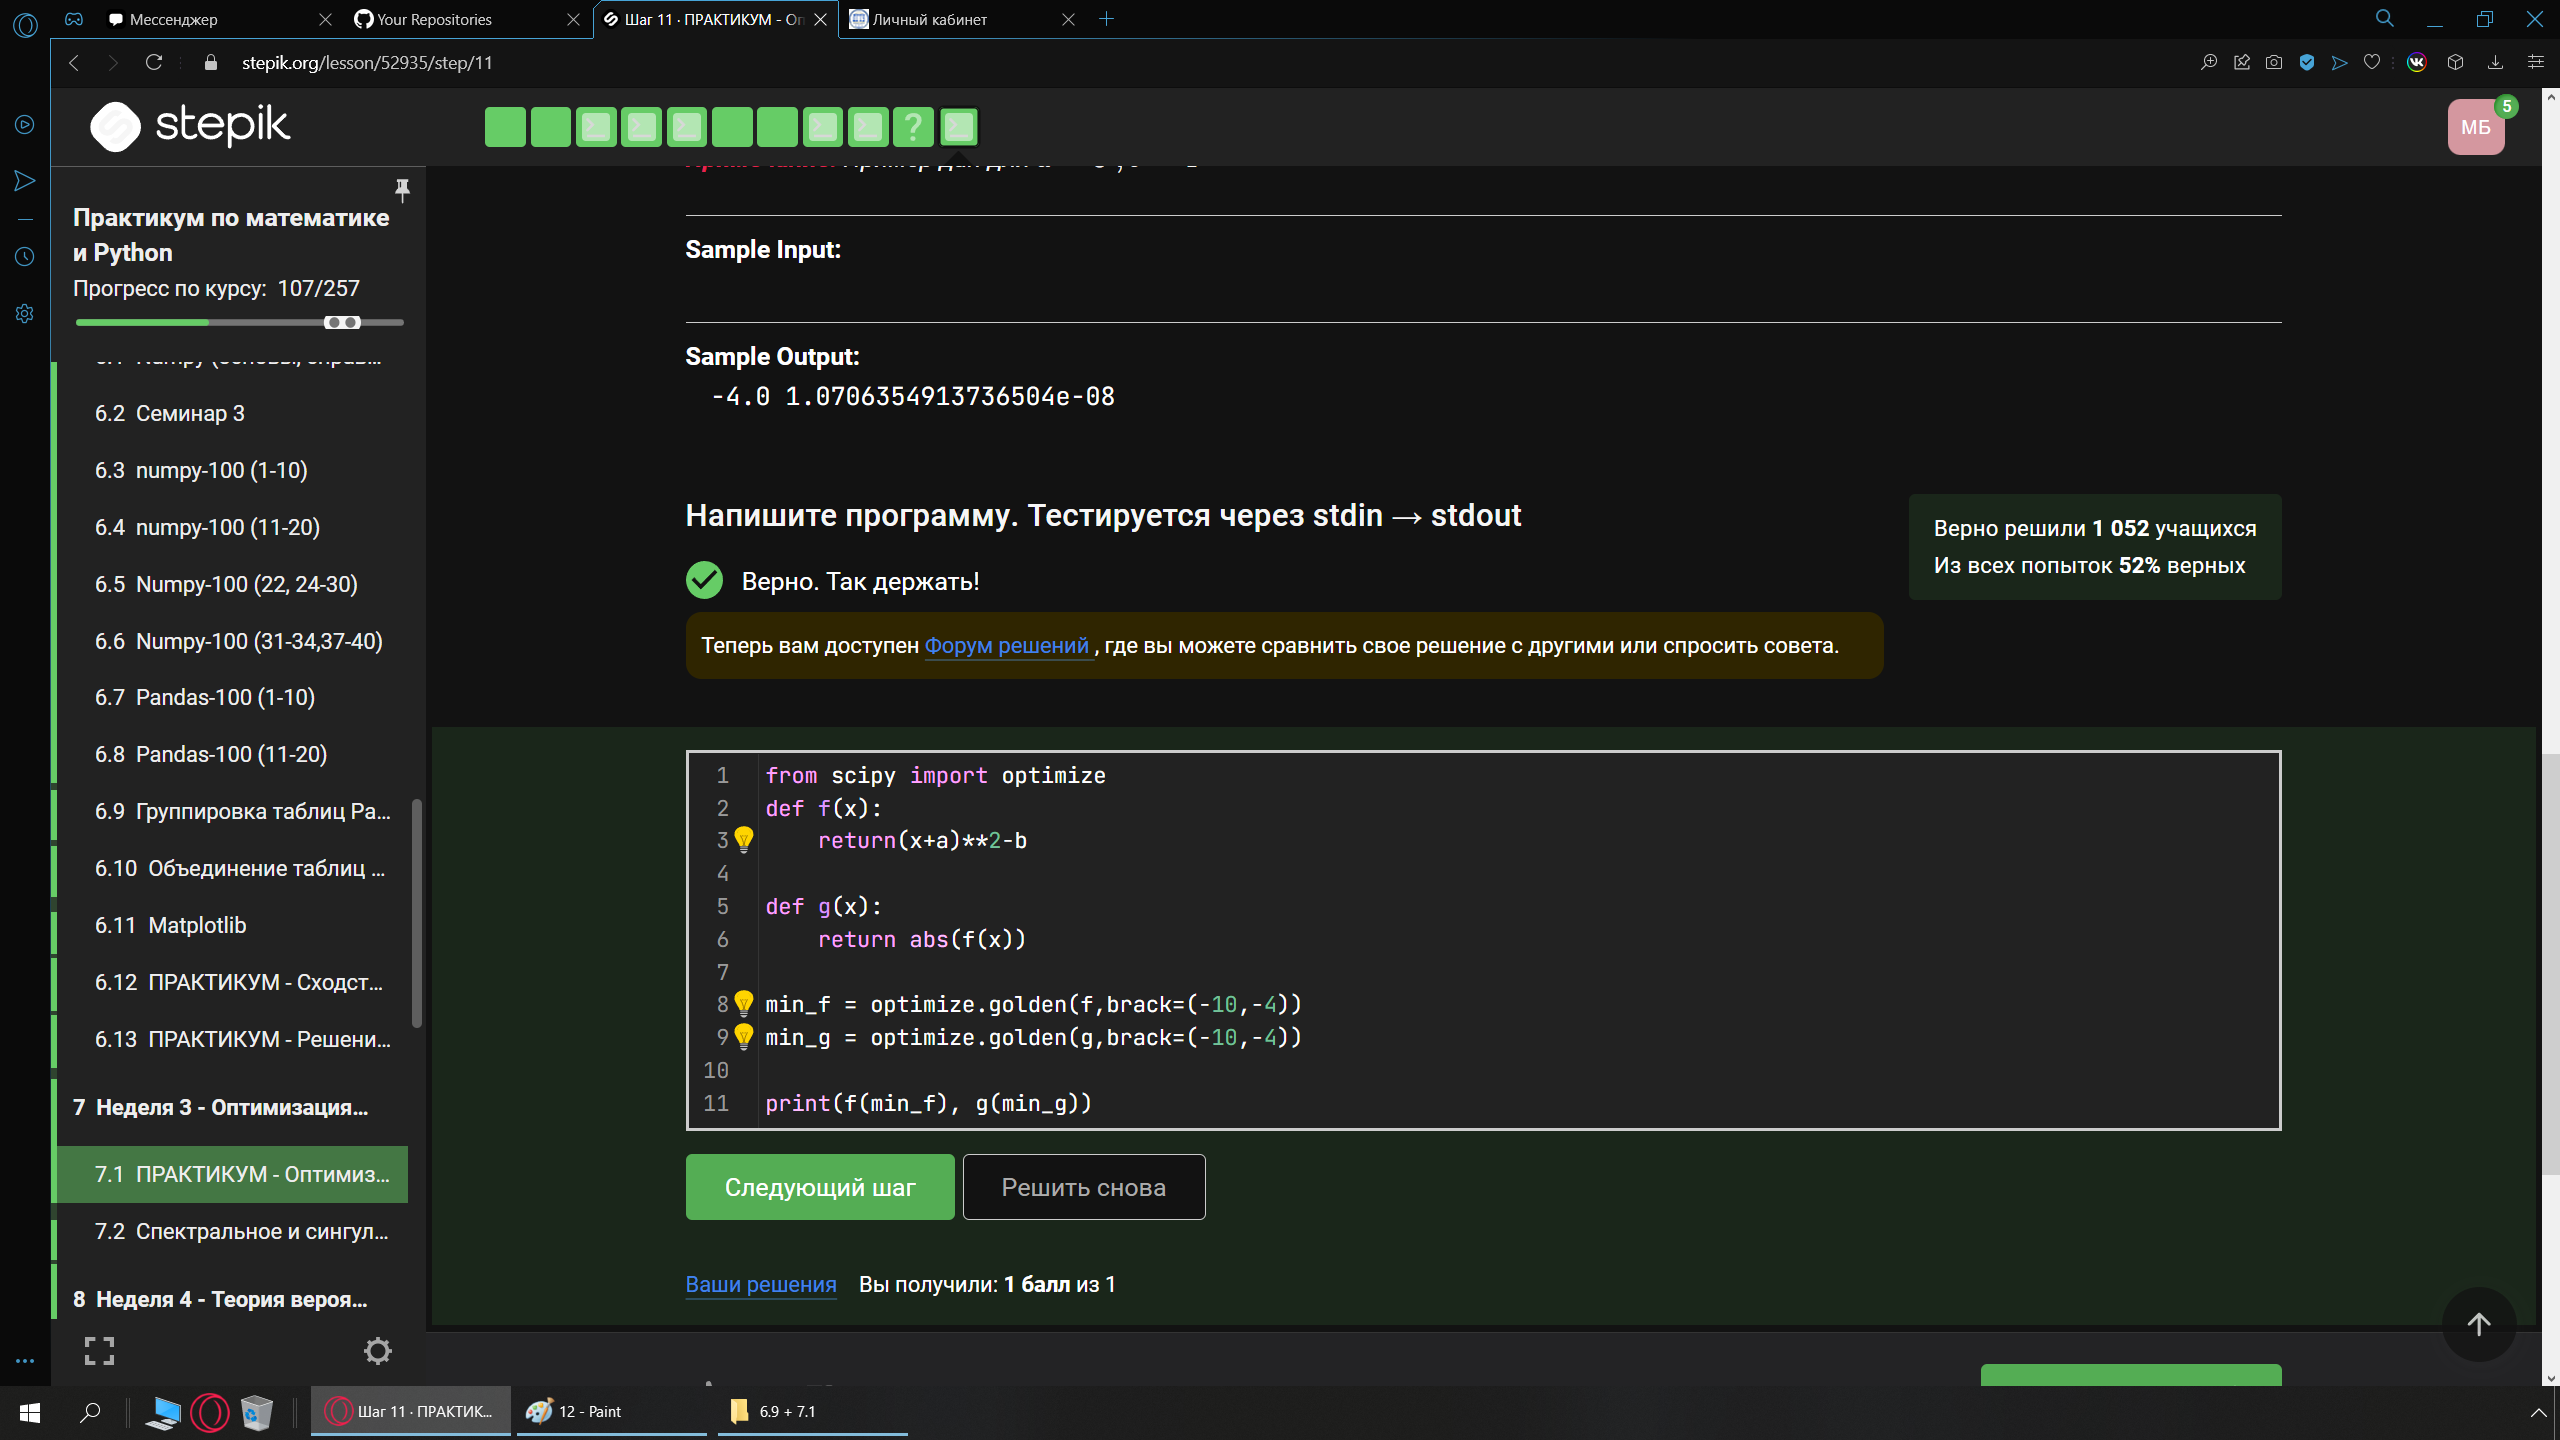 Мессенджер
Your Repositories
Шаг 11 · ПРАКТИКУМ - Оп
Личный кабинет
stepik.org/lesson/52935/step/11
stepik
?
5
МБ
Практикум по математике
и Python
Прогресс по курсу: 107/257
6.2 Семинар 3
6.3 numpy-100 (1-10)
6.4 numpy-100 (11-20)
6.5 Numpy-100 (22, 24-30)
6.6 Numpy-100 (31-34,37-40)
6.7 Pandas-100 (1-10)
6.8 Pandas-100 (11-20)
6.9 Группировка таблиц Pa...
6.10 Объединение таблиц ...
6.11 Matplotlib
6.12 ПРАКТИКУМ - Сходст...
6.13 ПРАКТИКУМ - Решени...
7 Неделя 3 - Оптимизация...
7.1 ПРАКТИКУМ - Оптимиз...
7.2 Спектральное и сингул...
8 Неделя 4 - Теория вероя...
Sample Input:
Sample Output:
-4.0 1.0706354913736504e-08
Напишите программу. Тестируется через stdin → stdout
Верно. Так держать!
Верно решили 1 052 учащихся
Из всех попыток 52% верных
Теперь вам доступен Форум решений , где вы можете сравнить свое решение с другими или спросить совета.
1 from scipy import optimize
2 def f(x):
3     return(x+a)**2-b
4
5 def g(x):
6     return abs(f(x))
7
8 min_f = optimize.golden(f,brack=(-10,-4))
9 min_g = optimize.golden(g,brack=(-10,-4))
10
11 print(f(min_f), g(min_g))
Следующий шаг
Решить снова
Ваши решения Вы получили: 1 балл из 1
Шаг 11 · ПРАКТИК...
12 - Paint
6.9 + 7.1